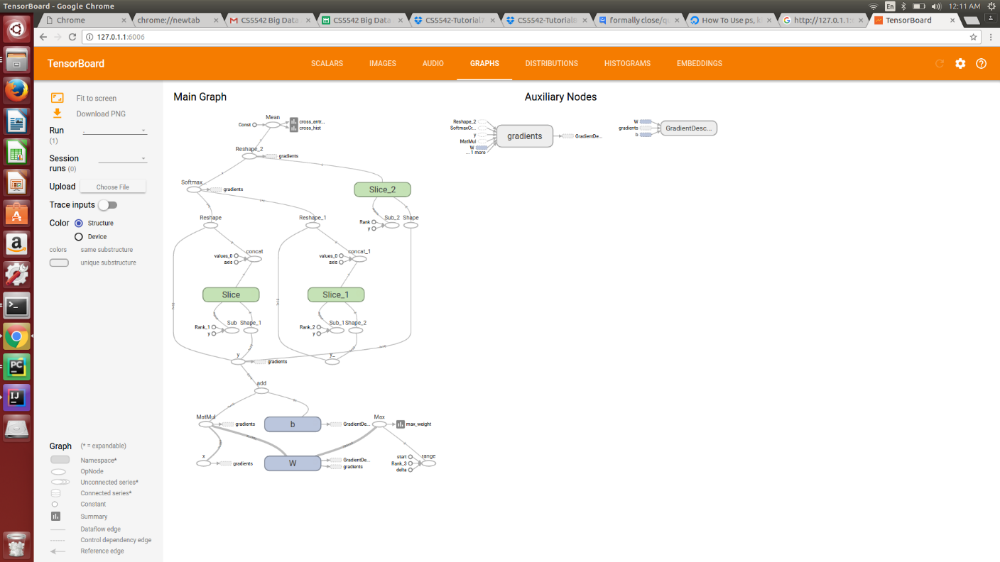 TensorBoard - Google Chrome
En
12:11 AM
Chrome
chrome://newtab
CS5542 Big Data
CS5542 Big Data
CS5542-Tutorial7
CS5542-Tutorial8
formally close/qu
How To Use ps, k
http://127.0.1.1:
TensorBoard
127.0.1.1:6006
TensorBoard
SCALARS
IMAGES
AUDIO
GRAPHS
DISTRIBUTIONS
HISTOGRAMS
EMBEDDINGS
Fit to screen
Download PNG
Run
.
(1)
Session
runs (0)
Upload
Choose File
Trace inputs
Color
Structure
Device
colors
same substructure
unique substructure
Graph
(* = expandable)
Namespace*
OpNode
Unconnected series*
Connected series*
Constant
Summary
Dataflow edge
Control dependency edge
Reference edge
Main Graph
Mean
Const
cross_entr...
cross_hist
Reshape_2
gradients
Softmax...
gradients
Slice_2
Reshape
Reshape_1
Rank
y
Sub_2
Shape
values_0
axis
concat
values_0
axis
concat_1
Slice
Slice_1
Rank_1
y
Sub
Shape_1
Rank_2
y
Sub_1
Shape_2
y
gradients
y_
add
MatMul
gradients
b
GradientDe...
Max
max_weight
x
gradients
W
GradientDe...
gradients
start
Rank_3
delta
range
Auxiliary Nodes
Reshape_2
SoftmaxCr...
y
MatMul
W
... 1 more
gradients
GradientDe...
W
gradients
b
GradientDesc...